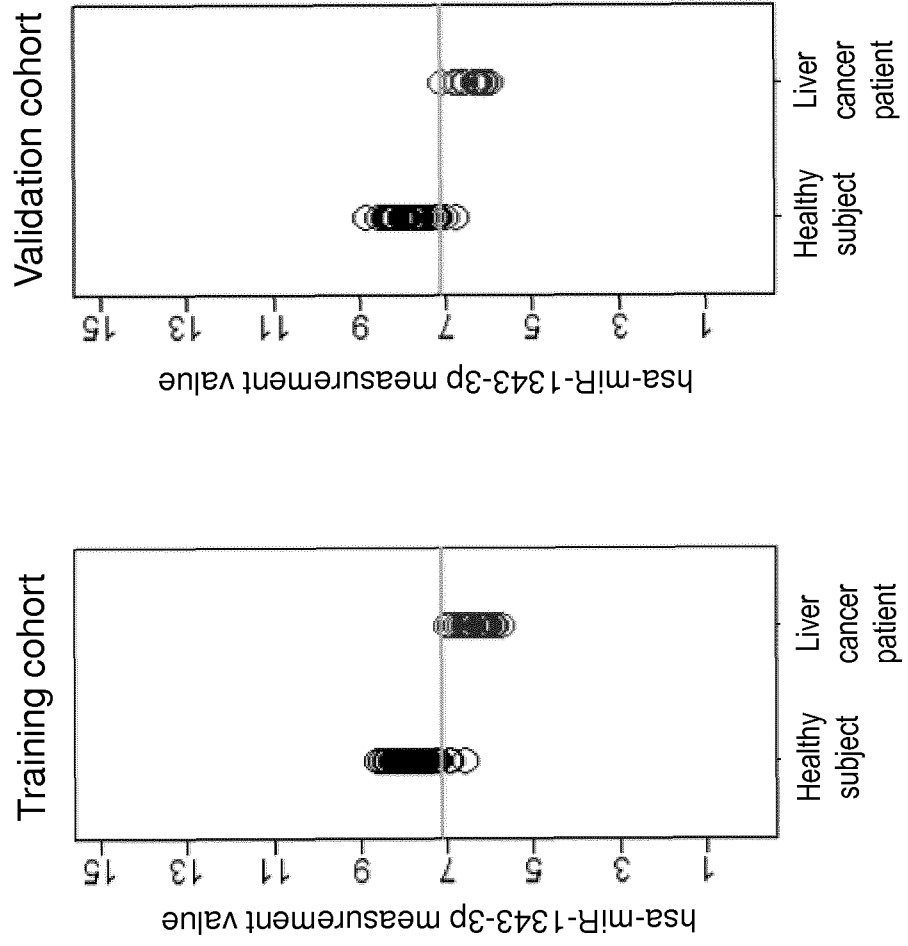 Validation cohort
15
13
11
9
7
5
3
1
hsa-miR-1343-3p measurement value
Healthy
subject
Liver
cancer
patient
Training cohort
15
13
11
9
7
5
3
1
hsa-miR-1343-3p measurement value
Healthy
subject
Liver
cancer
patient